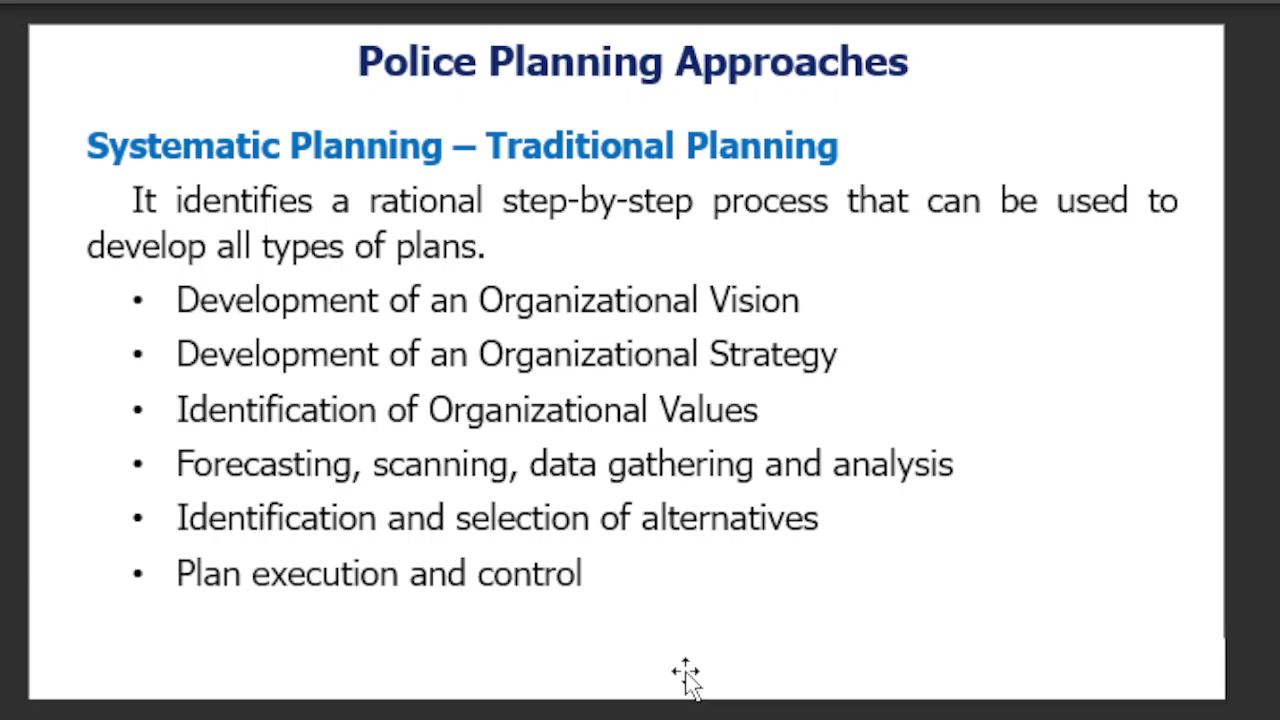 Police Planning Approaches
Systematic Planning – Traditional Planning
It identifies a rational step-by-step process that can be used to
develop all types of plans.
• Development of an Organizational Vision
• Development of an Organizational Strategy
• Identification of Organizational Values
• Forecasting, scanning, data gathering and analysis
• Identification and selection of alternatives
• Plan execution and control